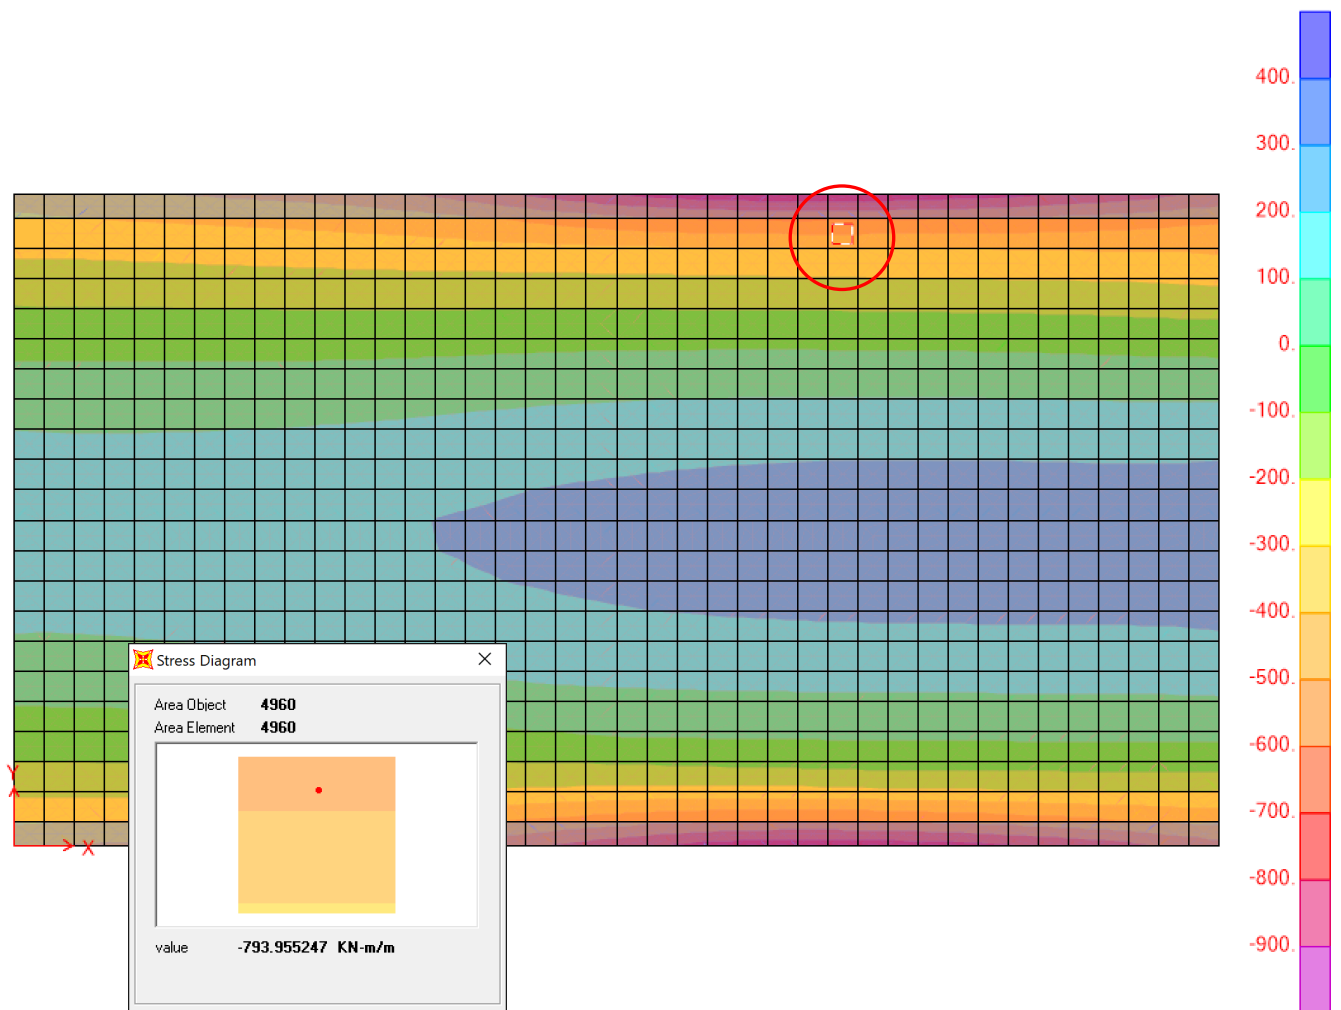 400.
300.
200.
100.
0.
-100.
-200.
-300.
-400.
-500.
-600.
-700.
-800.
-900.
Stress Diagram
Area Object 4960
Area Element 4960
value -793.955247 KN-m/m
Y
X